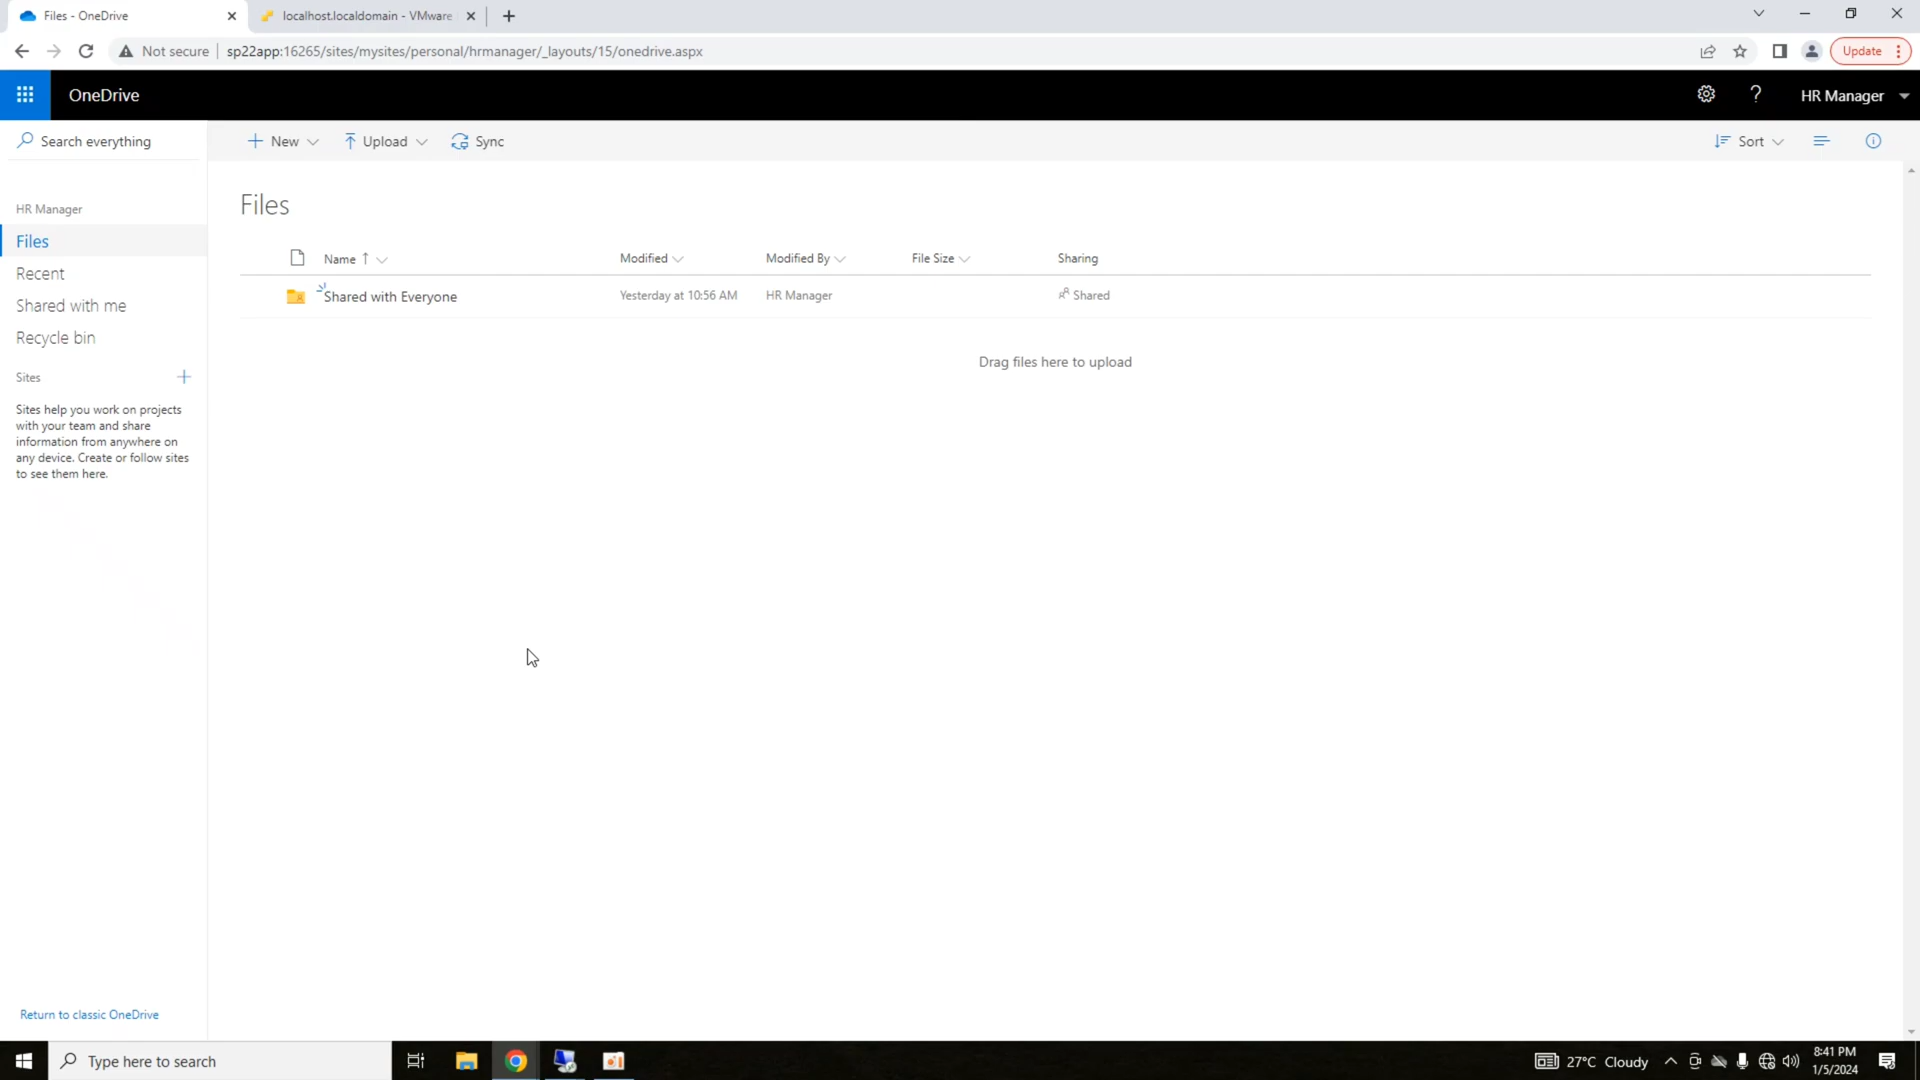 Files - OneDrive
localhost.localdomain - VMware
Not secure
sp22app:16265/sites/mysites/personal/hrmanager/_layouts/15/onedrive.aspx
Update
OneDrive
?
HR Manager
Search everything
New
Upload
Sync
Sort
HR Manager
Files
Recent
Shared with me
Recycle bin
Sites
Sites help you work on projects
with your team and share
information from anywhere on
any device. Create or follow sites
to see them here.
Files
Name
Modified
Modified By
File Size
Sharing
Shared with Everyone
Yesterday at 10:56 AM
HR Manager
Shared
Drag files here to upload
Return to classic OneDrive
Type here to search
27°C Cloudy
8:41 PM
1/5/2024